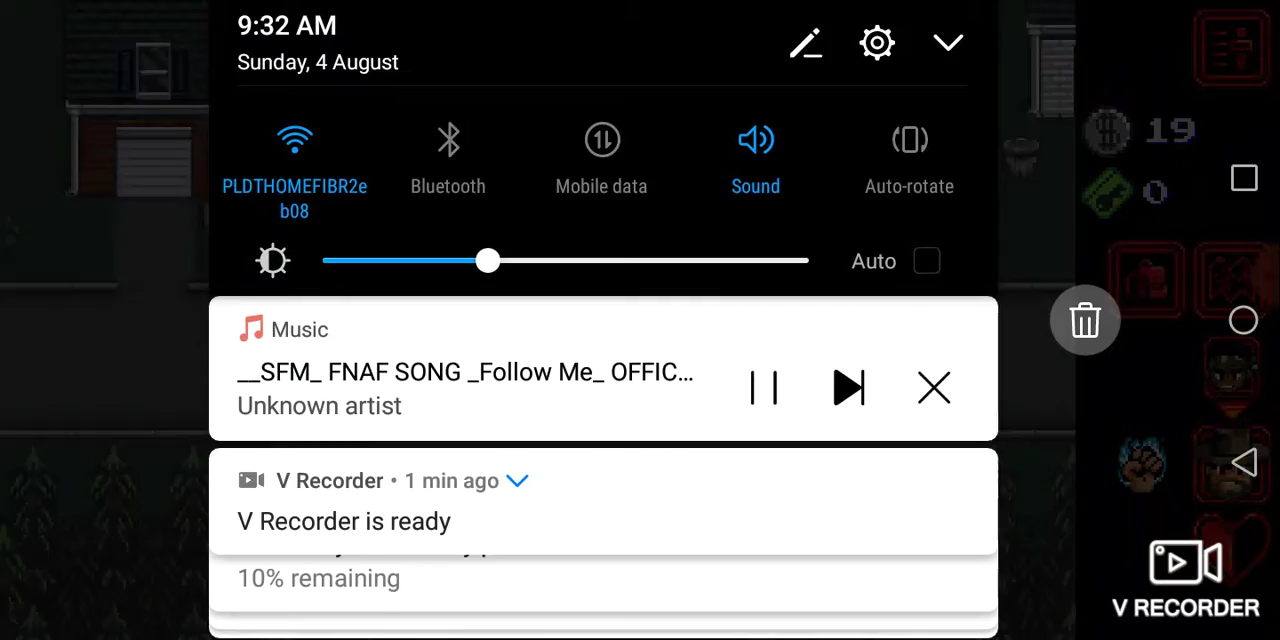 9:32 AM
Sunday, 4 August
PLDTHOMEFIBR2e
b08
Bluetooth
Mobile data
Sound
Auto-rotate
Auto
Music
__SFM_ FNAF SONG _Follow Me_ OFFIC...
Unknown artist
V Recorder • 1 min ago
V Recorder is ready
10% remaining
19
0
V RECORDER